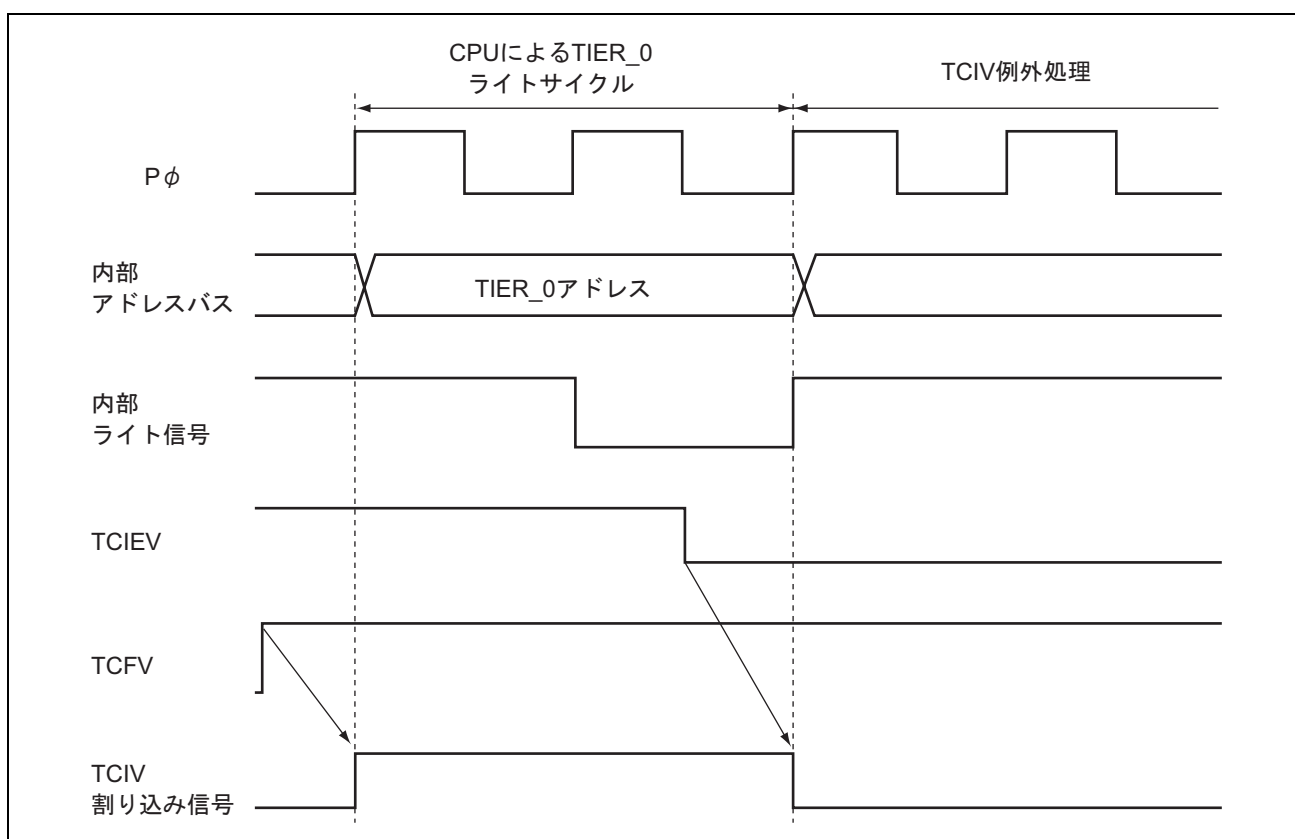 CPUによるTIER_0
ライトサイクル
TCIV例外処理
Pφ
内部
アドレスバス
TIER_0アドレス
内部
ライト信号
TCIEV
TCFV
TCIV
割り込み信号